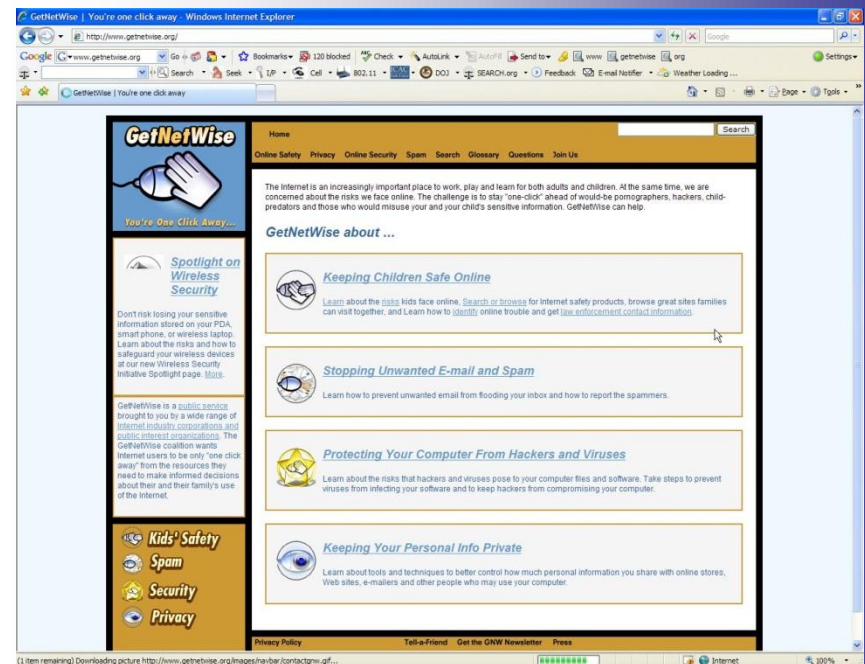 GetNetWise | You're one click away - Windows Internet Explorer
http://www.getnetwise.org/
Google
Google www.getnetwise.org Go Bookmarks 120 blocked Check AutoLink AutoFill Send to www getnetwise org Settings
Search Seek I/P Cell 802.11 DOJ SEARCH.org Feedback E-mail Notifier Weather Loading ...
GetNetWise | You're one click away
Page Tools
GetNetWise
You're One Click Away...
Home
Search
Online Safety Privacy Online Security Spam Search Glossary Questions Join Us
The Internet is an increasingly important place to work, play and learn for both adults and children. At the same time, we are
concerned about the risks we face online. The challenge is to stay "one-click" ahead of would-be pornographers, hackers, child-
predators and those who would misuse your and your child's sensitive information. GetNetWise can help.
GetNetWise about ...
Keeping Children Safe Online
Learn about the risks kids face online, Search or browse for Internet safety products, browse great sites families
can visit together, and Learn how to identify online trouble and get law enforcement contact information.
Stopping Unwanted E-mail and Spam
Learn how to prevent unwanted email from flooding your inbox and how to report the spammers.
Protecting Your Computer From Hackers and Viruses
Learn about the risks that hackers and viruses pose to your computer files and software. Take steps to prevent
viruses from infecting your software and to keep hackers from compromising your computer.
Keeping Your Personal Info Private
Learn about tools and techniques to better control how much personal information you share with online stores,
Web sites, e-mailers and other people who may use your computer.
Spotlight on
Wireless
Security
Don't risk losing your sensitive
information stored on your PDA,
smart phone, or wireless laptop.
Learn about the risks and how to
safeguard your wireless devices
at our new Wireless Security
Initiative Spotlight page. More.
GetNetWise is a public service
brought to you by a wide range of
Internet industry corporations and
public interest organizations. The
GetNetWise coalition wants
Internet users to be only "one click
away" from the resources they
need to make informed decisions
about their and their family's use
of the Internet.
Kids' Safety
Spam
Security
Privacy
Privacy Policy Tell-a-Friend Get the GNW Newsletter Press
(1 item remaining) Downloading picture http://www.getnetwise.org/images/navbar/contactgnw.gif...
Internet 100%